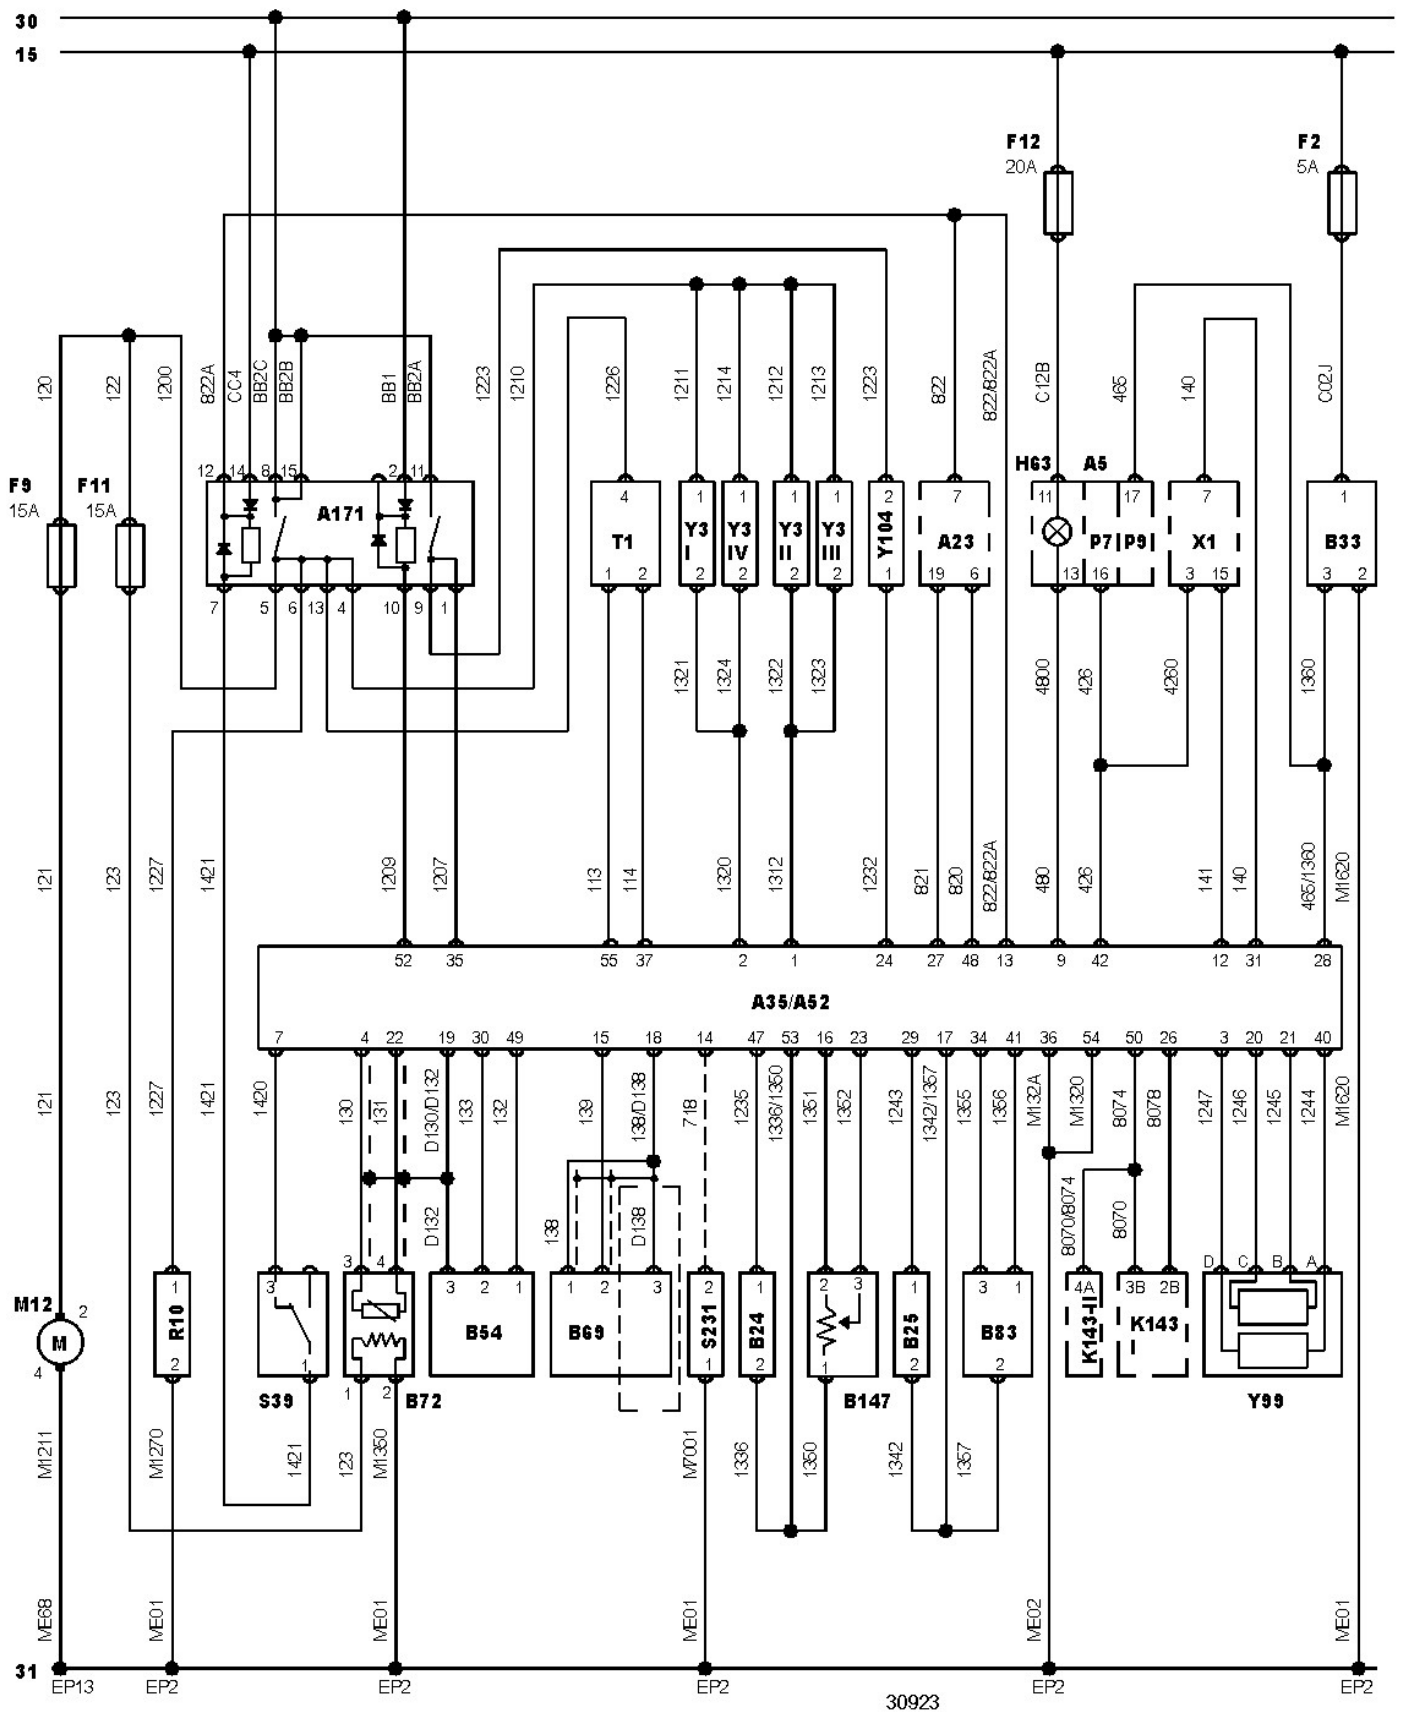 30
15
F12
20A
F2
5A
120
122
1200
822A
CC4
BB2C
BB2B
BB1
BB2A
1223
1210
1226
1211
1214
1212
1213
1223
822
822/822A
C12B
465
140
C02J
F9
15A
F11
15A
12 14 8 15 2 11
A171
7 5 6 13 4 10 9 1
4
T1
1 2
1
Y3
I
2
1
Y3
IV
2
1
Y3
II
2
1
Y3
III
2
2
Y104
1
7
A23
19 6
H63
A5
11 17
P7 P9
13 16
7
X1
3 15
1
B33
3 2
1321
1324
1322
1323
4800
426
4260
1360
121
123
1227
1421
1209
1207
113
114
1320
1312
1232
821
820
822/822A
480
426
141
140
465/1360
M1620
52 35 55 37 2 1 24 27 48 13 9 42 12 31 28
A35/A52
7 4 22 19 30 49 15 18 14 47 53 16 23 29 17 34 41 36 54 50 26 3 20 21 40
121
123
1227
1421
1420
130
131
D130/D132
133
132
139
138/D138
718
1235
1336/1350
1351
1352
1243
1342/1357
1355
1356
M132A
M1320
8074
8078
1247
1246
1245
1244
M1620
D132
138
D138
8070/8074
8070
M12
2
M
4
1
R10
2
3
1
S39
3 4
1 2
B72
3 2 1
B54
1 2 3
B69
2
S231
1
1
B24
2
2 3
1
B147
1
B25
2
3 1
B83
2
4A
K143-II
3B 2B
K143
D C B A
Y99
M1211
M1270
1421
123
M1350
M7001
1336
1350
1342
1357
ME68
ME01
ME01
ME01
ME02
ME01
31
EP13
EP2
EP2
EP2
EP2
EP2
30923